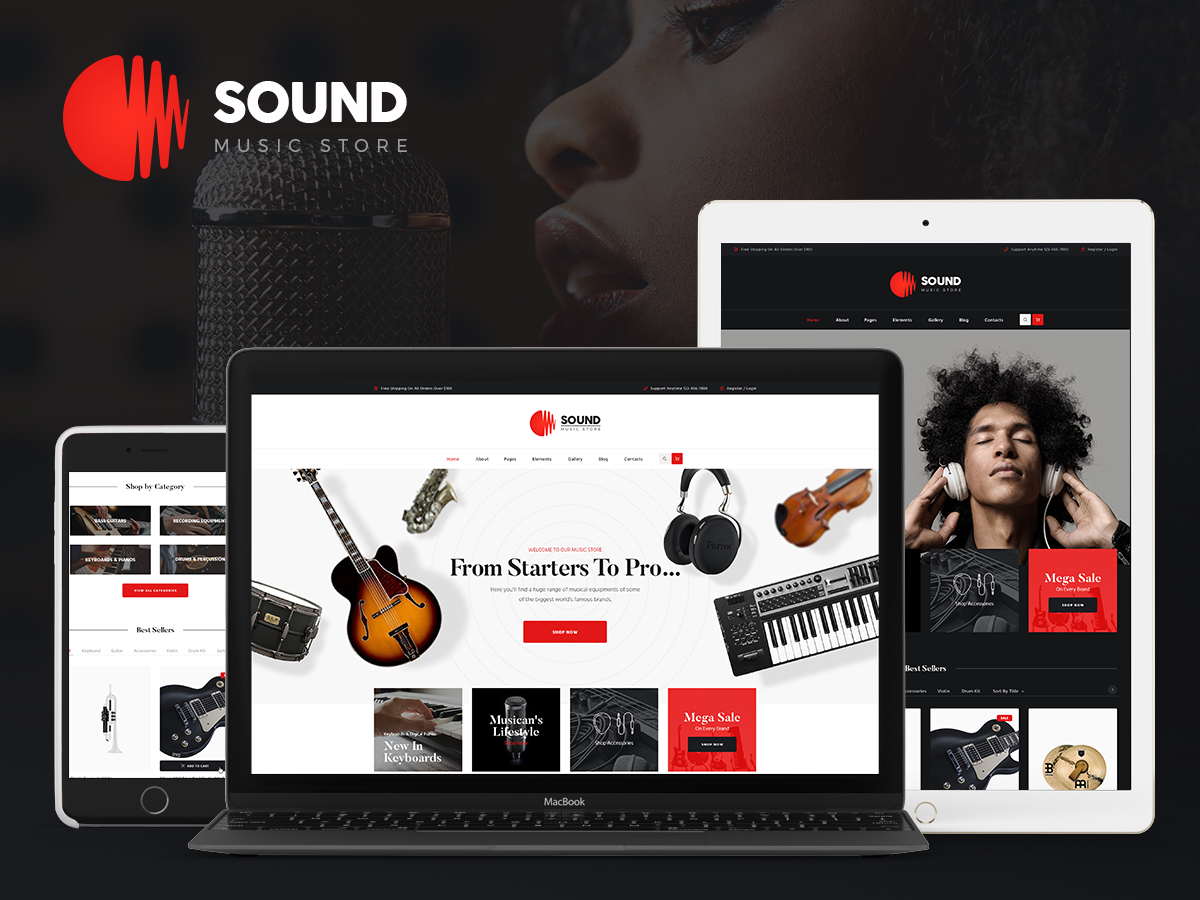 SOUND
MUSIC STORE
Free Shipping On All Orders Over $100
Support Anytime 123-456-7890
Register / Login
SOUND
MUSIC STORE
Home
About
Pages
Elements
Gallery
Blog
Contacts
Mega Sale
On Every Brand
SHOP NOW
Shop Accessories
Best Sellers
Accessories
Violin
Drum Kit
Sort By Title
SALE
Free Shipping On All Orders Over $100
Support Anytime 123-456-7890
Register / Login
SOUND
MUSIC STORE
Home
About
Pages
Elements
Gallery
Blog
Contacts
Parrot
WELCOME TO OUR MUSIC STORE
From Starters To Pro...
Here you'll find a huge range of musical equipments of some
of the biggest world's famous brands.
SHOP NOW
Keyboards & Digital Pianos
New In
Keyboards
Musican's
Lifestyle
Shop Now
Shop Accessories
Mega Sale
On Every Brand
SHOP NOW
MacBook
Shop by Category
BASS GUITARS
RECORDING EQUIPMENT
KEYBOARDS & PIANOS
DRUMS & PERCUSSION
VIEW ALL CATEGORIES
Best Sellers
Keyboard
Guitar
Accessories
Violin
Drum Kit
Sort
ADD TO CART